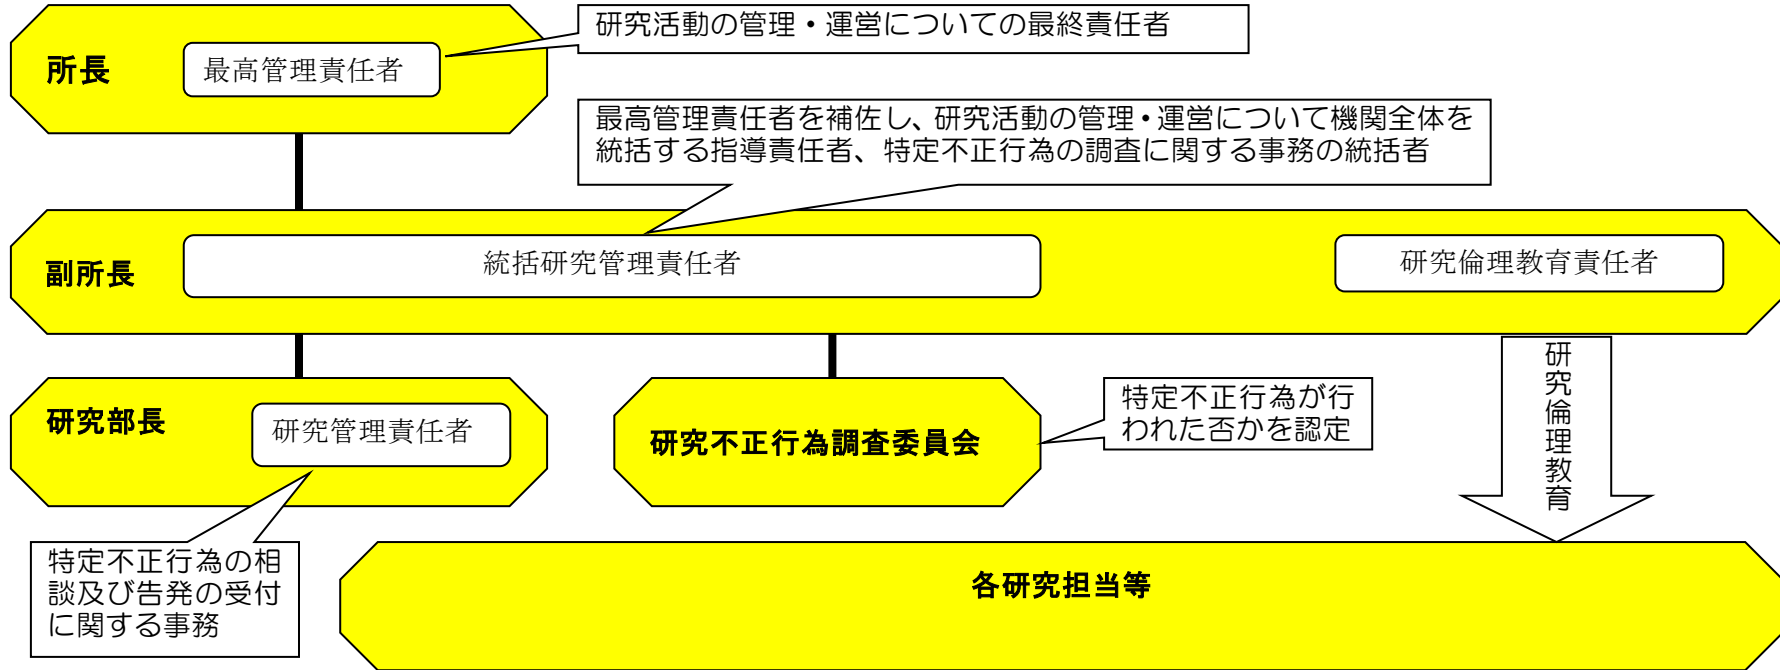 研究活動の管理・運営についての最終責任者
所長
最高管理責任者
最高管理責任者を補佐し、研究活動の管理・運営について機関全体を
統括する指導責任者、特定不正行為の調査に関する事務の統括者
副所長
統括研究管理責任者
研究倫理教育責任者
研究部長
研究管理責任者
研究不正行為調査委員会
特定不正行為が行
われた否かを認定
研究倫理教育
特定不正行為の相
談及び告発の受付
に関する事務
各研究担当等